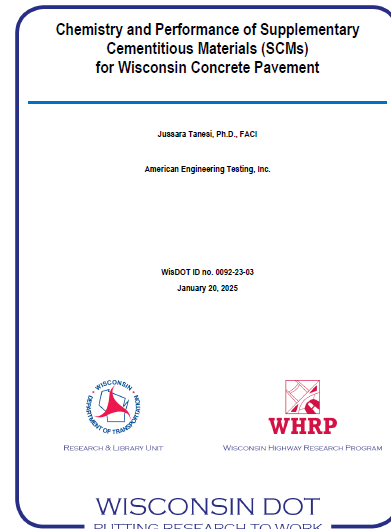 Chemistry and Performance of Supplementary
Cementitious Materials (SCMs)
for Wisconsin Concrete Pavement
Jussara Tanesi, Ph.D., FACI
American Engineering Testing, Inc.
WisDOT ID no. 0092-23-03
January 20, 2025
WISCONSIN
DEPARTMENT OF TRANSPORTATION
WHRP
RESEARCH & LIBRARY UNIT
WISCONSIN HIGHWAY RESEARCH PROGRAM
WISCONSIN DOT
PUTTING RESEARCH TO WORK